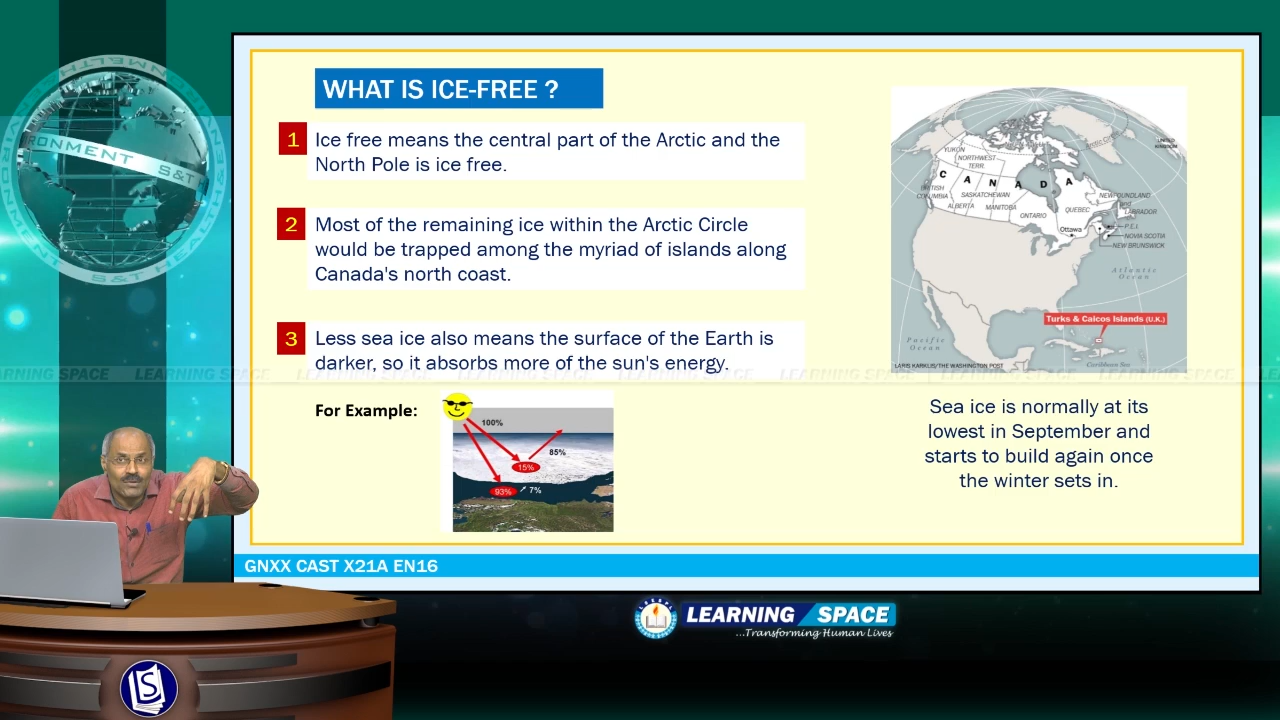 WHAT IS ICE-FREE ?
1 Ice free means the central part of the Arctic and the
North Pole is ice free.
2 Most of the remaining ice within the Arctic Circle
would be trapped among the myriad of islands along
Canada's north coast.
3 Less sea ice also means the surface of the Earth is
darker, so it absorbs more of the sun's energy.
For Example:
100%
85%
15%
93%
7%
YUKON
NORTHWEST
TERR.
CANADA
BRITISH
COLUMBIA
ALBERTA
SASKATCHEWAN
MANITOBA
ONTARIO
QUEBEC
NEWFOUNDLAND
and
LABRADOR
P.E.I.
Ottawa
NOVA SCOTIA
NEW BRUNSWICK
Atlantic
Ocean
Turks & Caicos Islands (U.K.)
Pacific
Ocean
Caribbean Sea
LARIS KARKLIS/THE WASHINGTON POST
Sea ice is normally at its
lowest in September and
starts to build again once
the winter sets in.
GNXX CAST X21A EN16
LEARNING SPACE
...Transforming Human Lives
RONMENT S&T
LEARNING SPACE
LS